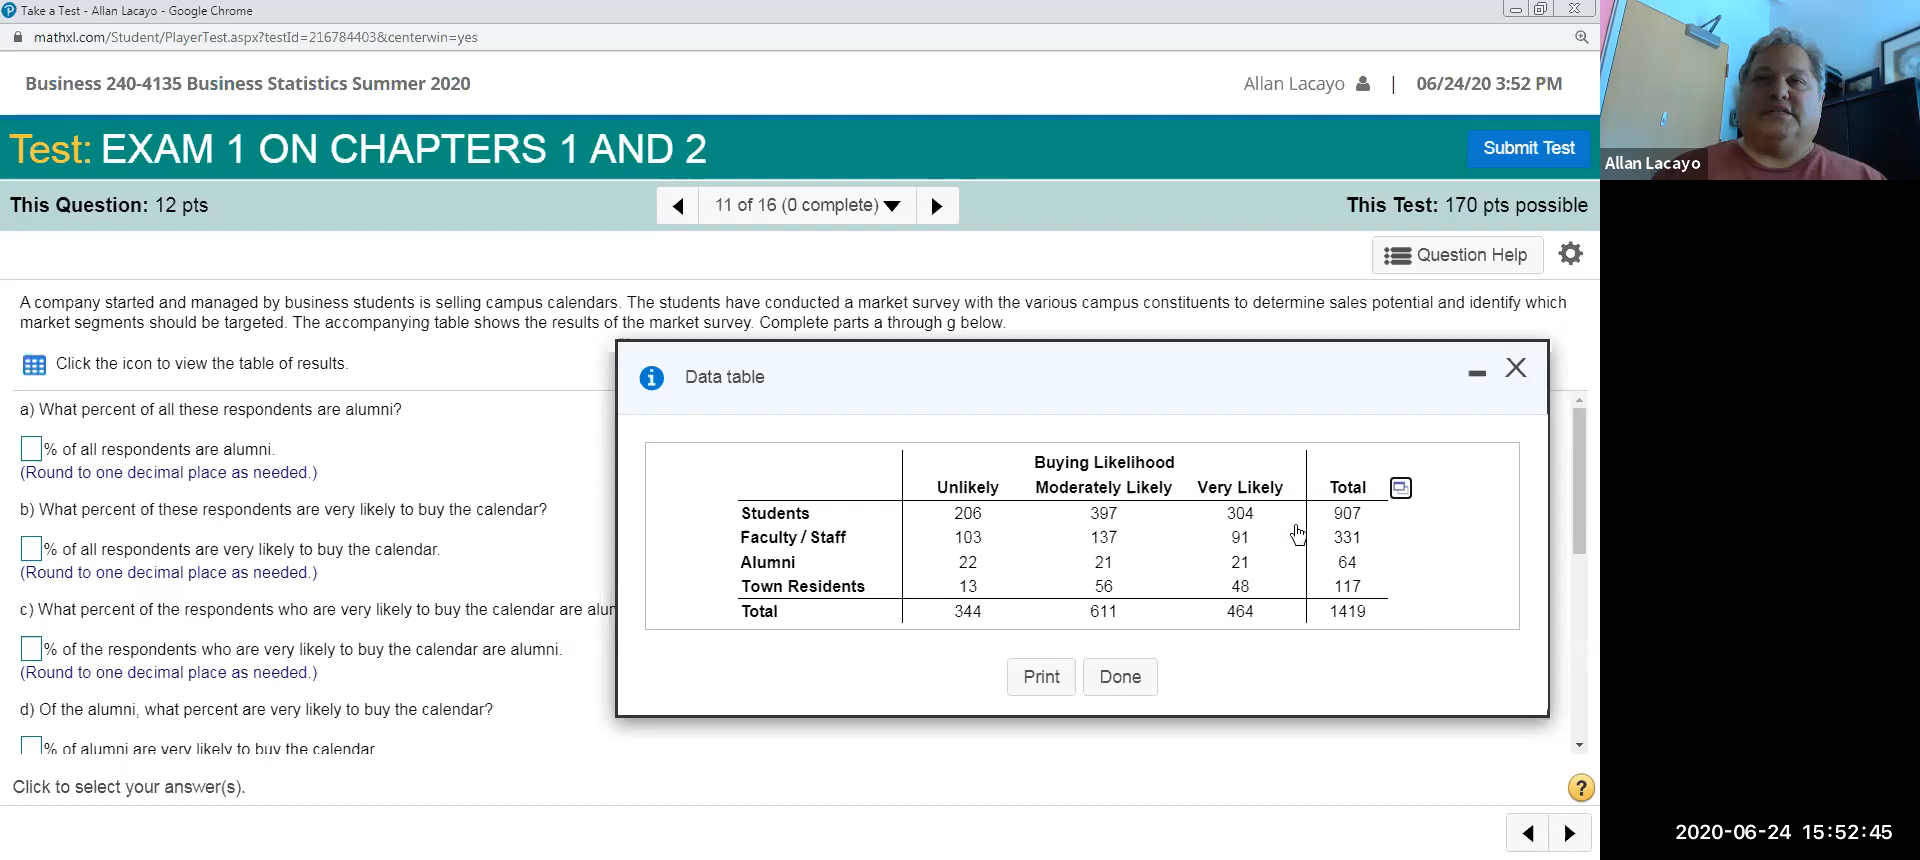 Take a Test - Allan Lacayo - Google Chrome
mathxl.com/Student/PlayerTest.aspx?testId=216784403&centerwin=yes
Business 240-4135 Business Statistics Summer 2020
Allan Lacayo | 06/24/20 3:52 PM
Test: EXAM 1 ON CHAPTERS 1 AND 2
Submit Test
Allan Lacayo
This Question: 12 pts
11 of 16 (0 complete)
This Test: 170 pts possible
Question Help
A company started and managed by business students is selling campus calendars. The students have conducted a market survey with the various campus constituents to determine sales potential and identify which
market segments should be targeted. The accompanying table shows the results of the market survey. Complete parts a through g below.
Click the icon to view the table of results.
a) What percent of all these respondents are alumni?
% of all respondents are alumni.
(Round to one decimal place as needed.)
b) What percent of these respondents are very likely to buy the calendar?
% of all respondents are very likely to buy the calendar.
(Round to one decimal place as needed.)
c) What percent of the respondents who are very likely to buy the calendar are alu
% of the respondents who are very likely to buy the calendar are alumni.
(Round to one decimal place as needed.)
d) Of the alumni, what percent are very likely to buy the calendar?
% of alumni are very likely to buy the calendar
Data table
Buying Likelihood
Unlikely Moderately Likely Very Likely Total
Students 206 397 304 907
Faculty / Staff 103 137 91 331
Alumni 22 21 21 64
Town Residents 13 56 48 117
Total 344 611 464 1419
Print Done
Click to select your answer(s).
?
2020-06-24 15:52:45